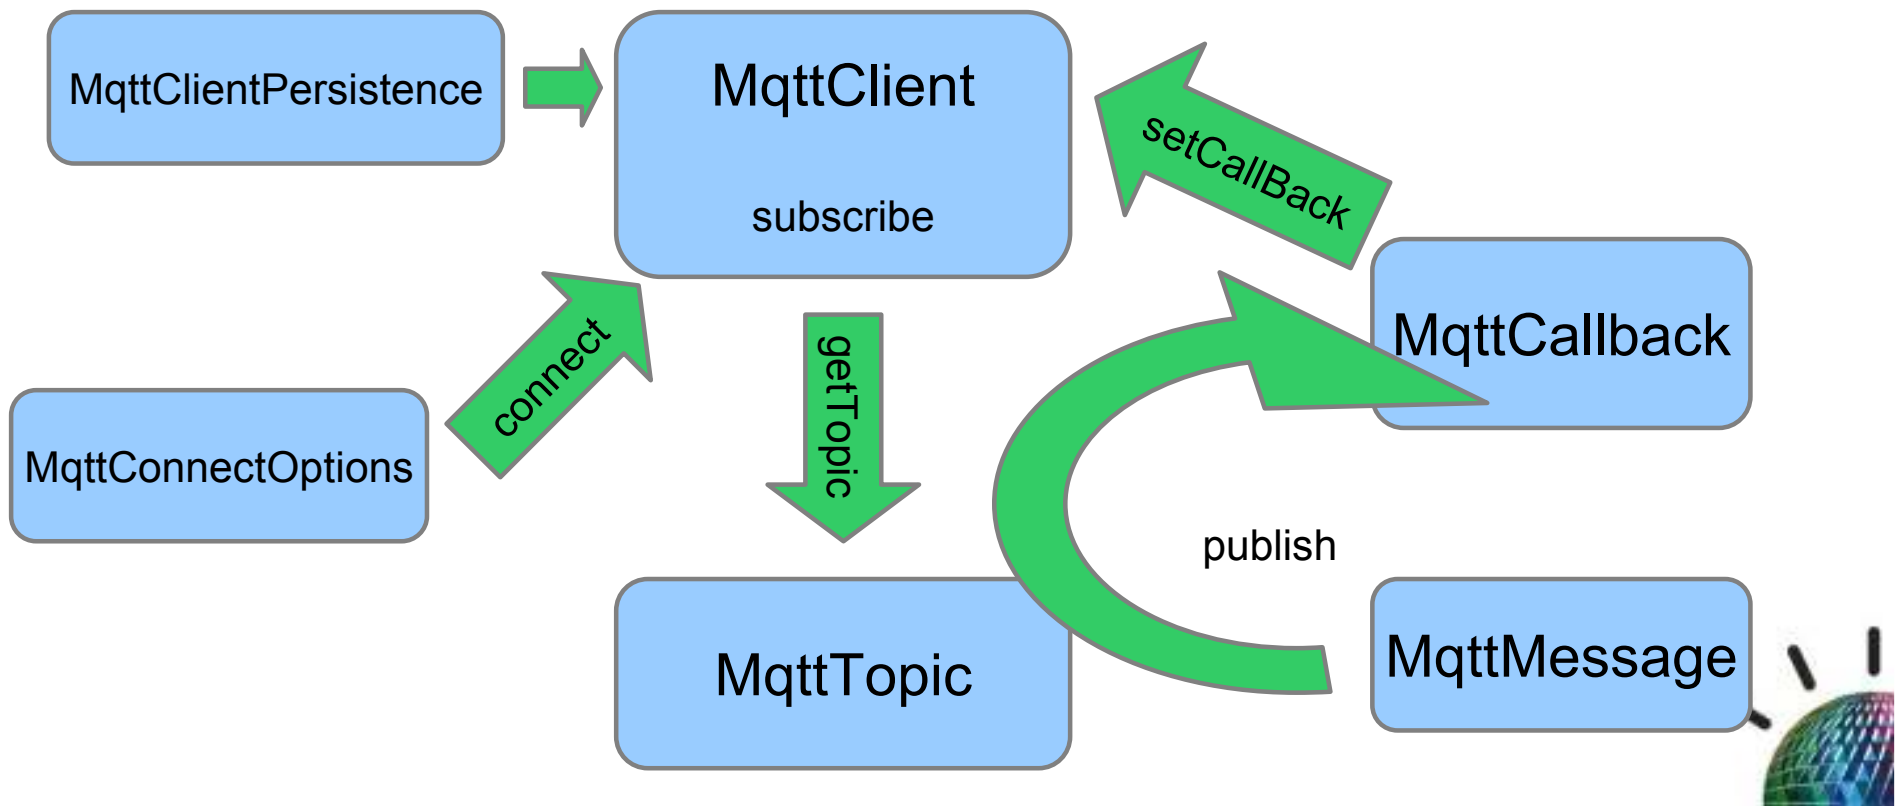 MqttClientPersistence
MqttClient
subscribe
setCallBack
MqttCallback
connect
getTopic
MqttConnectOptions
publish
MqttTopic
MqttMessage